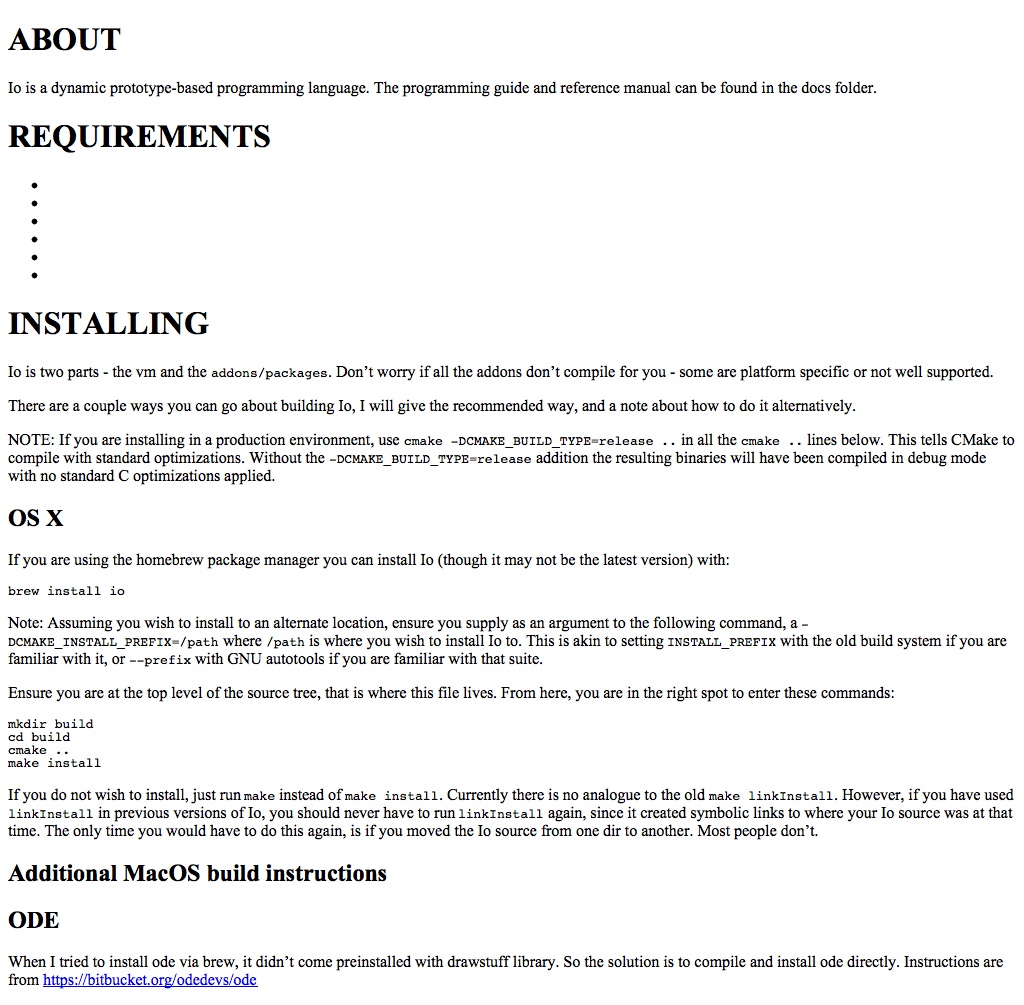 ABOUT
Io is a dynamic prototype-based programming language. The programming guide and reference manual can be found in the docs folder.
REQUIREMENTS
•
•
•
•
•
•
INSTALLING
Io is two parts - the vm and the addons/packages. Don’t worry if all the addons don’t compile for you - some are platform specific or not well supported.
There are a couple ways you can go about building Io, I will give the recommended way, and a note about how to do it alternatively.
NOTE: If you are installing in a production environment, use cmake -DCMAKE_BUILD_TYPE=release .. in all the cmake .. lines below. This tells CMake to
compile with standard optimizations. Without the -DCMAKE_BUILD_TYPE=release addition the resulting binaries will have been compiled in debug mode
with no standard C optimizations applied.
OS X
If you are using the homebrew package manager you can install Io (though it may not be the latest version) with:
brew install io
Note: Assuming you wish to install to an alternate location, ensure you supply as an argument to the following command, a -
DCMAKE_INSTALL_PREFIX=/path where /path is where you wish to install Io to. This is akin to setting INSTALL_PREFIX with the old build system if you are
familiar with it, or --prefix with GNU autotools if you are familiar with that suite.
Ensure you are at the top level of the source tree, that is where this file lives. From here, you are in the right spot to enter these commands:
mkdir build
cd build
cmake ..
make install
If you do not wish to install, just run make instead of make install. Currently there is no analogue to the old make linkInstall. However, if you have used
linkInstall in previous versions of Io, you should never have to run linkInstall again, since it created symbolic links to where your Io source was at that
time. The only time you would have to do this again, is if you moved the Io source from one dir to another. Most people don’t.
Additional MacOS build instructions
ODE
When I tried to install ode via brew, it didn’t come preinstalled with drawstuff library. So the solution is to compile and install ode directly. Instructions are
from https://bitbucket.org/odedevs/ode